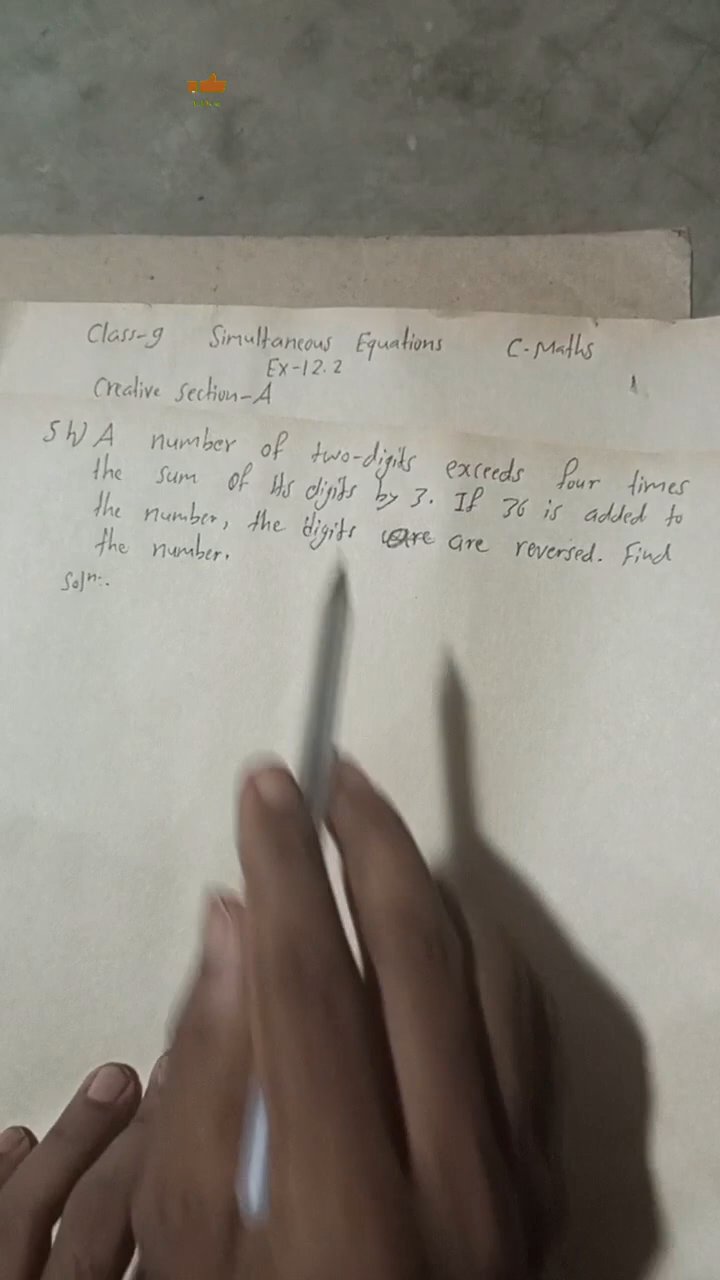 Class-9 Simultaneous Equations C-Maths
Ex-12.2
Creative Section-A
5 b) A number of two-digits exceeds four times
the sum of its digits by 3. If 36 is added to
the number, the digits are are reversed. Find
the number.
Solⁿ:.